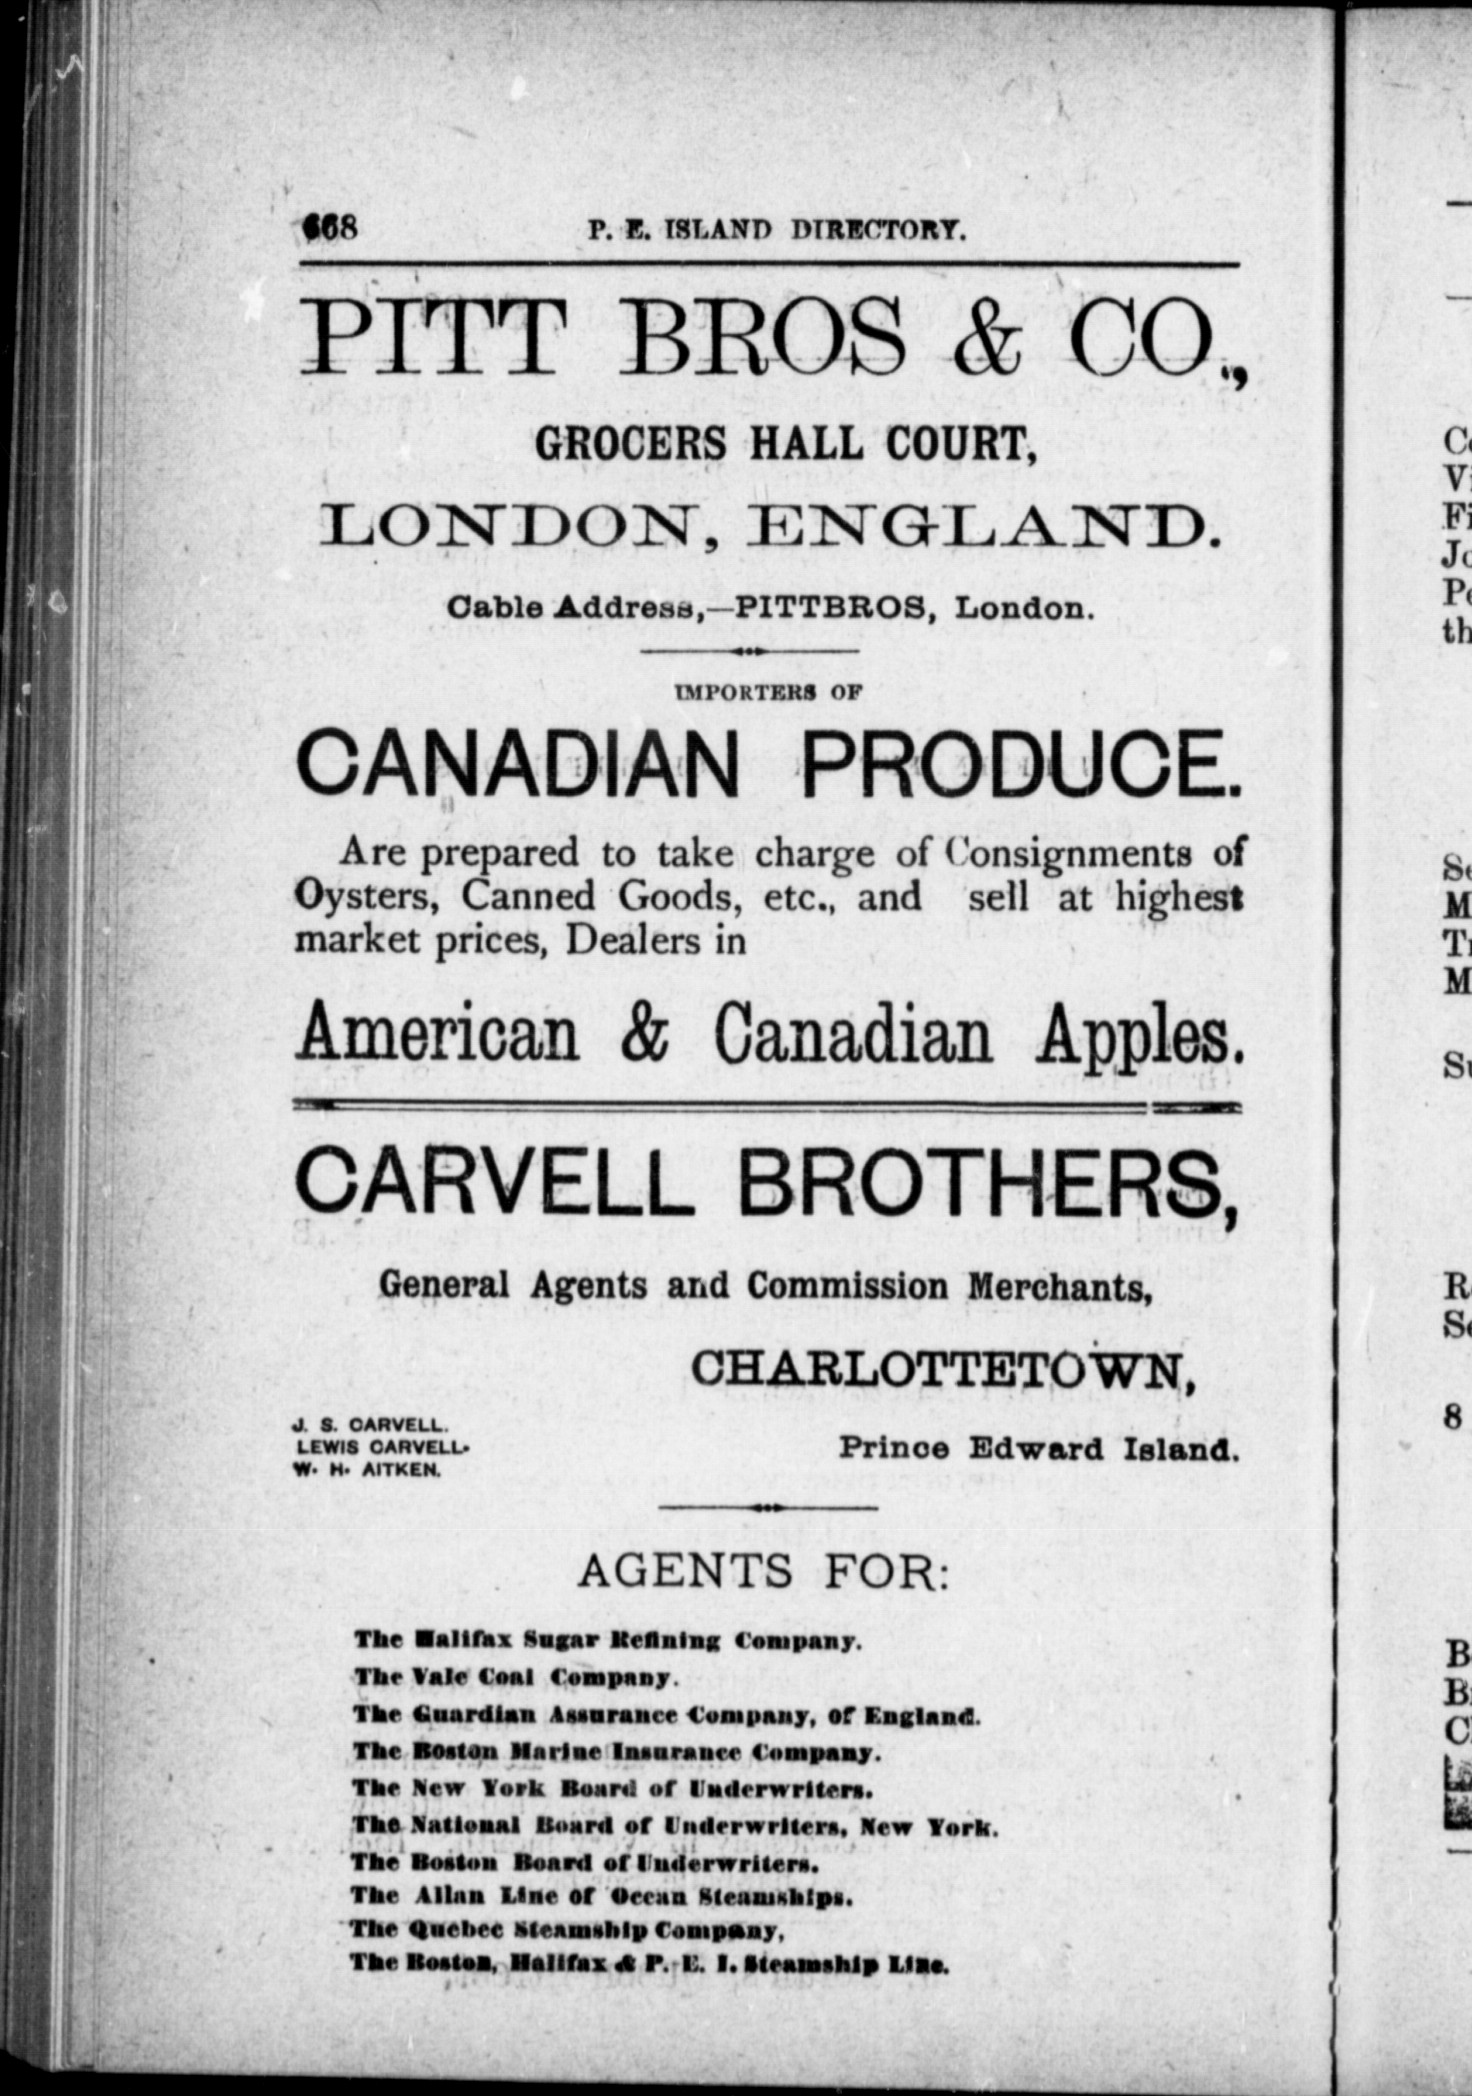 668
P. E. ISLAND DIRECTORY.
PITT BROS & CO.,
GROCERS HALL COURT,
LONDON, ENGLAND.
Cable Address,—PITTBROS, London.
IMPORTERS OF
CANADIAN PRODUCE.
Are prepared to take charge of Consignments of
Oysters, Canned Goods, etc., and sell at highest
market prices, Dealers in
American & Canadian Apples.
CARVELL BROTHERS,
General Agents and Commission Merchants,
CHARLOTTETOWN,
J. S. CARVELL.
LEWIS CARVELL.
W. H. AITKEN.
Prince Edward Island.
AGENTS FOR:
The Halifax Sugar Refining Company.
The Vale Coal Company.
The Guardian Assurance Company, of England.
The Boston Marine Insurance Company.
The New York Board of Underwriters.
The National Board of Underwriters, New York.
The Boston Board of Underwriters.
The Allan Line of Ocean Steamships.
The Quebec Steamship Company,
The Boston, Halifax & P. E. I. Steamship Line.
8